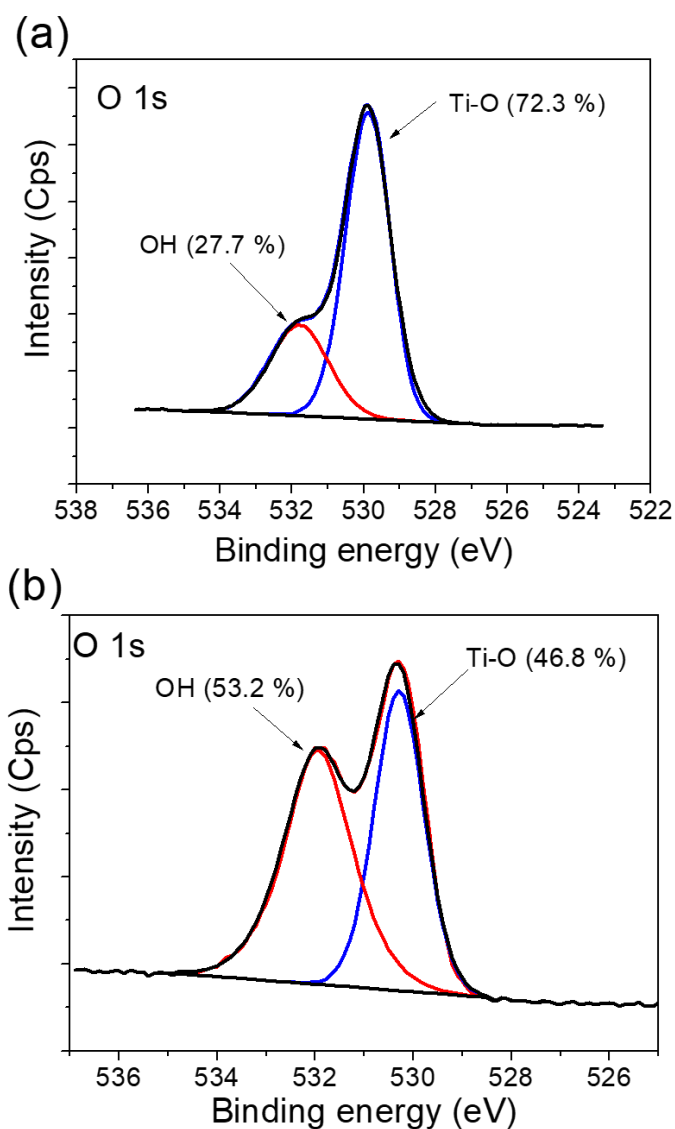 (a)
O 1s
Ti-O (72.3 %)
OH (27.7 %)
Intensity (Cps)
538 536 534 532 530 528 526 524 522
Binding energy (eV)
(b)
O 1s
Ti-O (46.8 %)
OH (53.2 %)
Intensity (Cps)
536 534 532 530 528 526
Binding energy (eV)